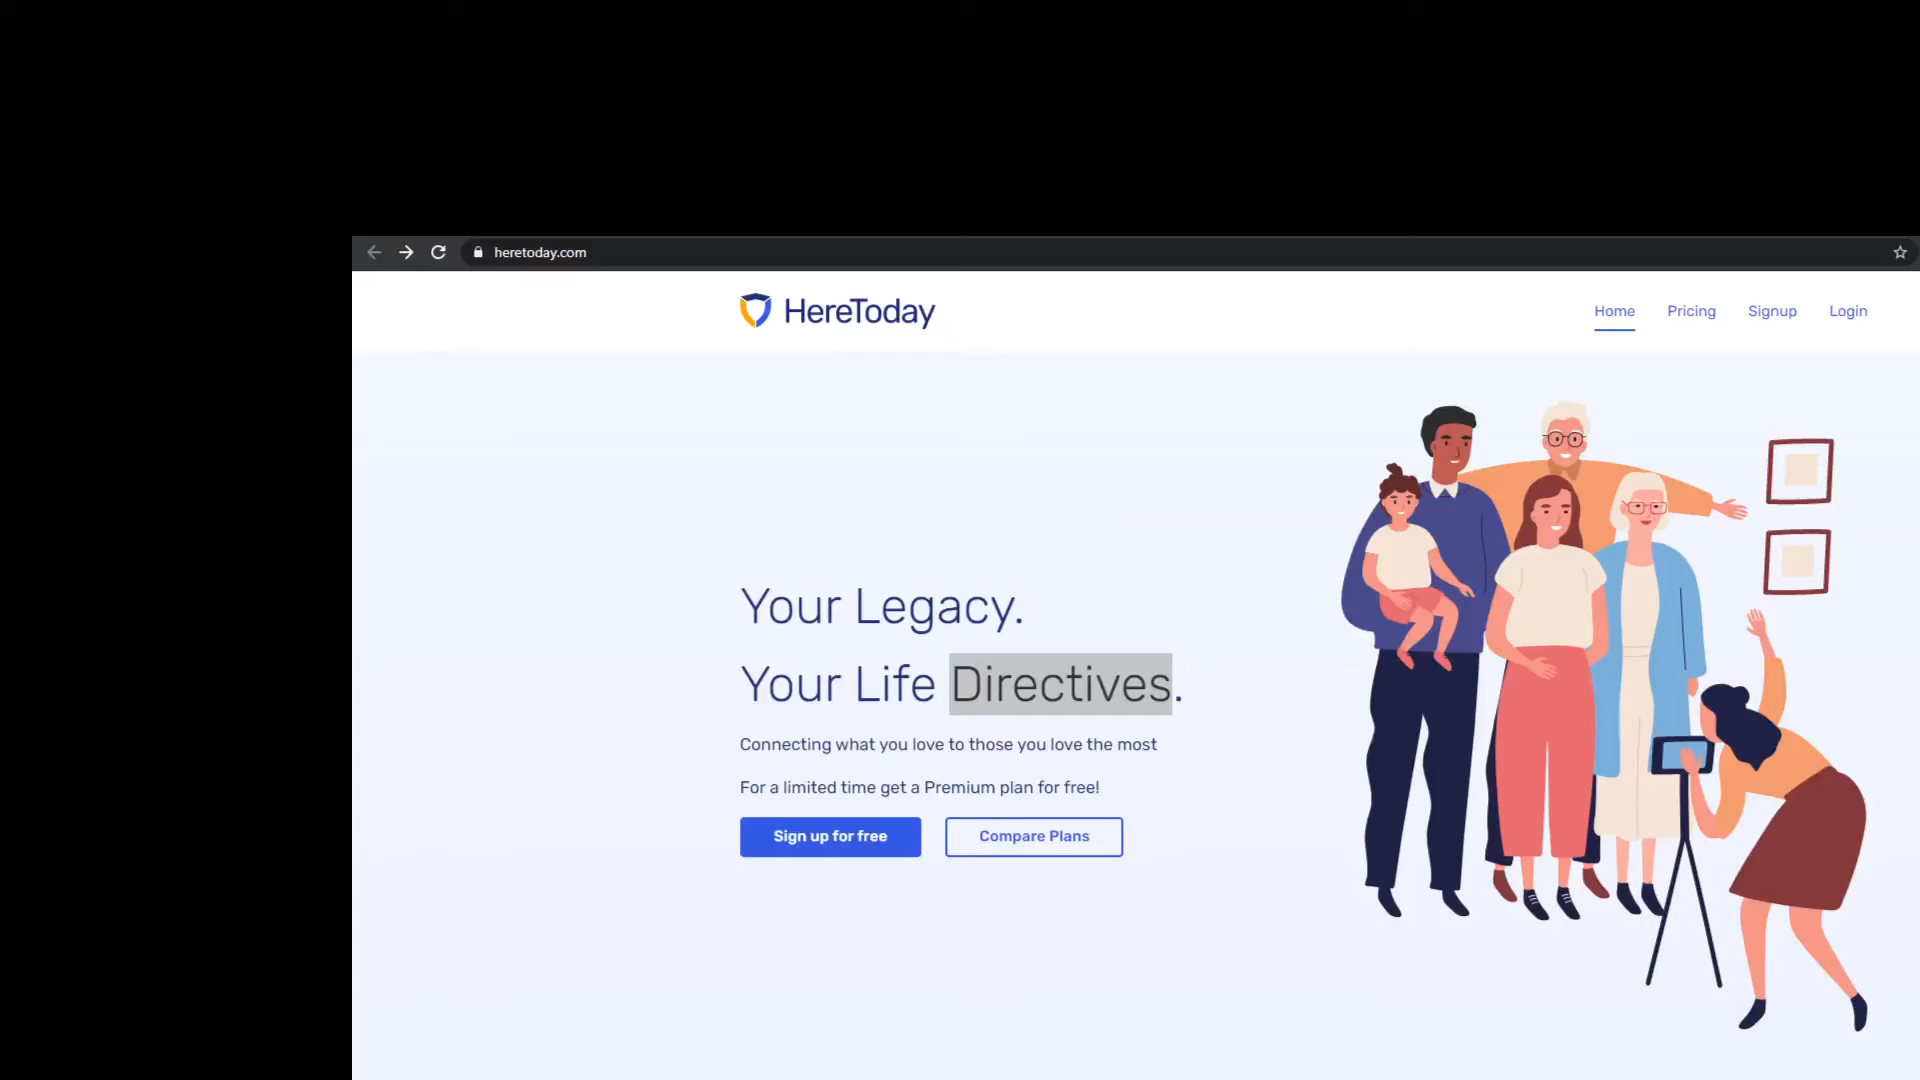 heretoday.com
HereToday
Home Pricing Signup Login
Your Legacy.
Your Life Directives.
Connecting what you love to those you love the most
For a limited time get a Premium plan for free!
Sign up for free Compare Plans